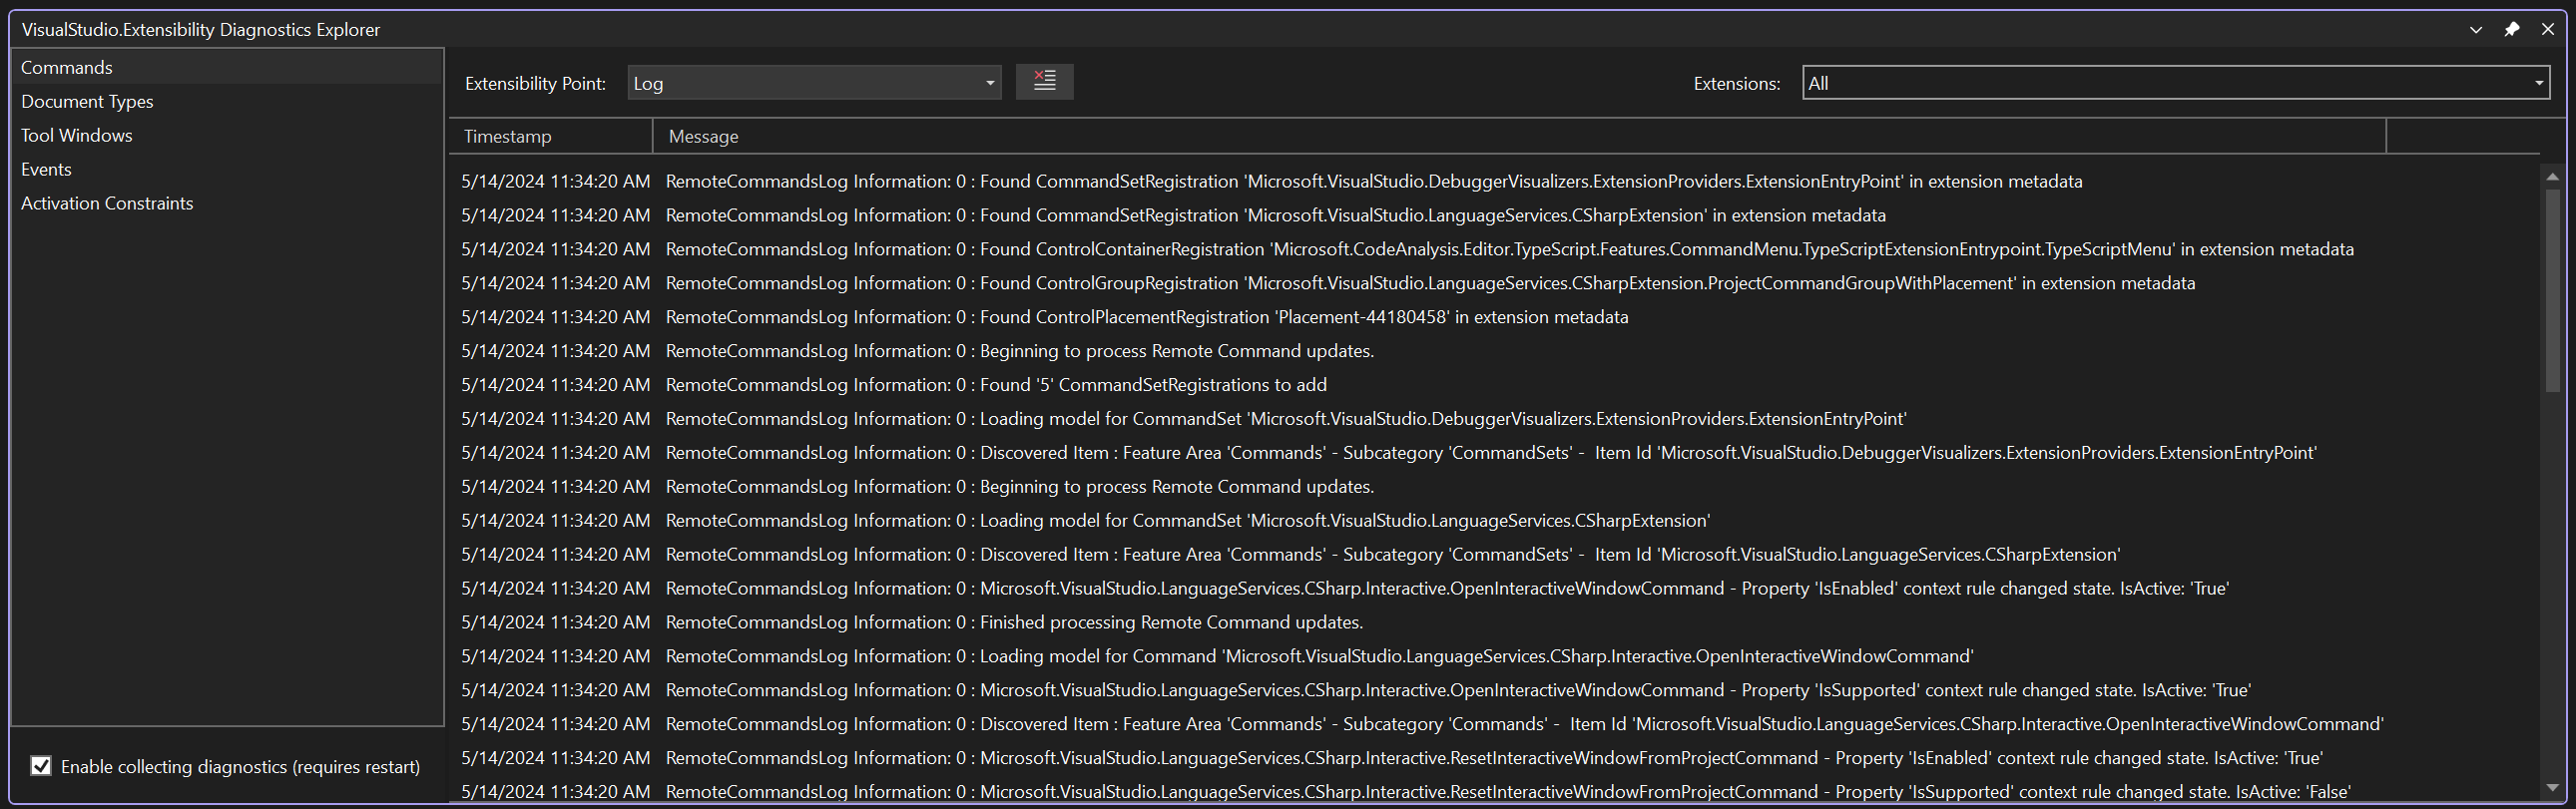 VisualStudio.Extensibility Diagnostics Explorer
Commands
Document Types
Tool Windows
Events
Activation Constraints
Enable collecting diagnostics (requires restart)
Extensibility Point: Log
Extensions: All
Timestamp Message
5/14/2024 11:34:20 AM RemoteCommandsLog Information: 0 : Found CommandSetRegistration 'Microsoft.VisualStudio.DebuggerVisualizers.ExtensionProviders.ExtensionEntryPoint' in extension metadata
5/14/2024 11:34:20 AM RemoteCommandsLog Information: 0 : Found CommandSetRegistration 'Microsoft.VisualStudio.LanguageServices.CSharpExtension' in extension metadata
5/14/2024 11:34:20 AM RemoteCommandsLog Information: 0 : Found ControlContainerRegistration 'Microsoft.CodeAnalysis.Editor.TypeScript.Features.CommandMenu.TypeScriptExtensionEntrypoint.TypeScriptMenu' in extension metadata
5/14/2024 11:34:20 AM RemoteCommandsLog Information: 0 : Found ControlGroupRegistration 'Microsoft.VisualStudio.LanguageServices.CSharpExtension.ProjectCommandGroupWithPlacement' in extension metadata
5/14/2024 11:34:20 AM RemoteCommandsLog Information: 0 : Found ControlPlacementRegistration 'Placement-44180458' in extension metadata
5/14/2024 11:34:20 AM RemoteCommandsLog Information: 0 : Beginning to process Remote Command updates.
5/14/2024 11:34:20 AM RemoteCommandsLog Information: 0 : Found '5' CommandSetRegistrations to add
5/14/2024 11:34:20 AM RemoteCommandsLog Information: 0 : Loading model for CommandSet 'Microsoft.VisualStudio.DebuggerVisualizers.ExtensionProviders.ExtensionEntryPoint'
5/14/2024 11:34:20 AM RemoteCommandsLog Information: 0 : Discovered Item : Feature Area 'Commands' - Subcategory 'CommandSets' - Item Id 'Microsoft.VisualStudio.DebuggerVisualizers.ExtensionProviders.ExtensionEntryPoint'
5/14/2024 11:34:20 AM RemoteCommandsLog Information: 0 : Beginning to process Remote Command updates.
5/14/2024 11:34:20 AM RemoteCommandsLog Information: 0 : Loading model for CommandSet 'Microsoft.VisualStudio.LanguageServices.CSharpExtension'
5/14/2024 11:34:20 AM RemoteCommandsLog Information: 0 : Discovered Item : Feature Area 'Commands' - Subcategory 'CommandSets' - Item Id 'Microsoft.VisualStudio.LanguageServices.CSharpExtension'
5/14/2024 11:34:20 AM RemoteCommandsLog Information: 0 : Microsoft.VisualStudio.LanguageServices.CSharp.Interactive.OpenInteractiveWindowCommand - Property 'IsEnabled' context rule changed state. IsActive: 'True'
5/14/2024 11:34:20 AM RemoteCommandsLog Information: 0 : Finished processing Remote Command updates.
5/14/2024 11:34:20 AM RemoteCommandsLog Information: 0 : Loading model for Command 'Microsoft.VisualStudio.LanguageServices.CSharp.Interactive.OpenInteractiveWindowCommand'
5/14/2024 11:34:20 AM RemoteCommandsLog Information: 0 : Microsoft.VisualStudio.LanguageServices.CSharp.Interactive.OpenInteractiveWindowCommand - Property 'IsSupported' context rule changed state. IsActive: 'True'
5/14/2024 11:34:20 AM RemoteCommandsLog Information: 0 : Discovered Item : Feature Area 'Commands' - Subcategory 'Commands' - Item Id 'Microsoft.VisualStudio.LanguageServices.CSharp.Interactive.OpenInteractiveWindowCommand'
5/14/2024 11:34:20 AM RemoteCommandsLog Information: 0 : Microsoft.VisualStudio.LanguageServices.CSharp.Interactive.ResetInteractiveWindowFromProjectCommand - Property 'IsEnabled' context rule changed state. IsActive: 'True'
5/14/2024 11:34:20 AM RemoteCommandsLog Information: 0 : Microsoft.VisualStudio.LanguageServices.CSharp.Interactive.ResetInteractiveWindowFromProjectCommand - Property 'IsSupported' context rule changed state. IsActive: 'False'